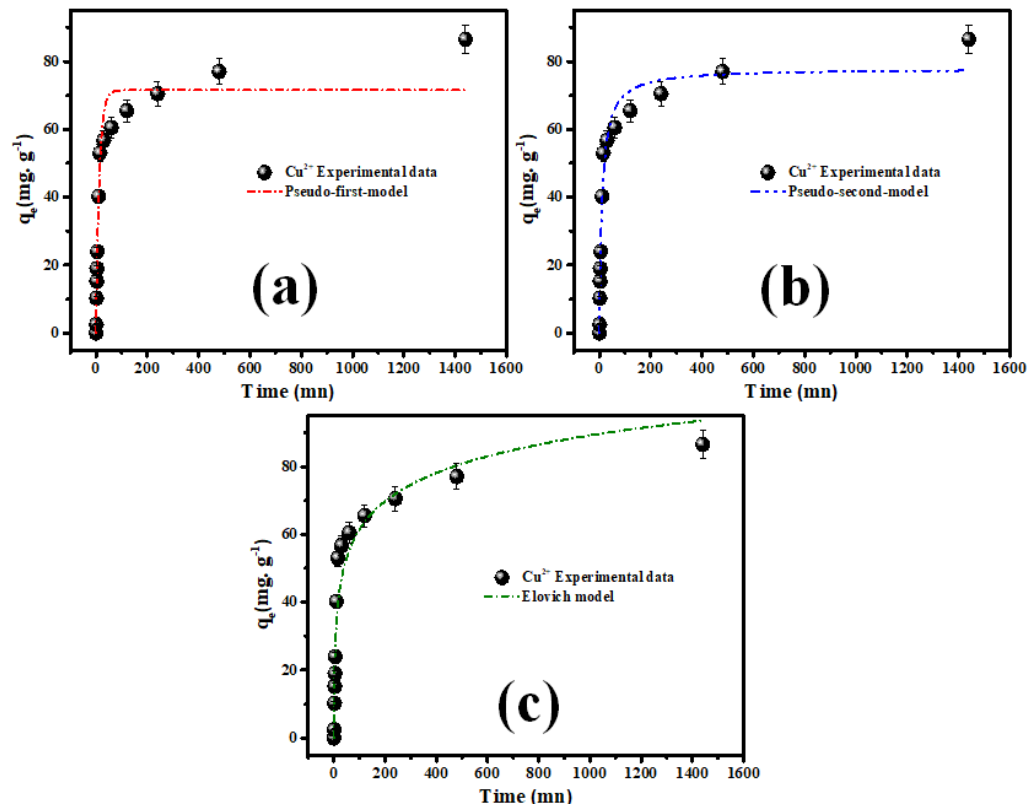 80
60
40
20
0
qₑ(mg. g⁻¹)
Cu²⁺ Experimental data
Pseudo-first-model
(a)
0 200 400 600 800 1000 1200 1400 1600
Time (mn)
80
60
40
20
0
qₑ(mg. g⁻¹)
Cu²⁺ Experimental data
Pseudo-second-model
(b)
0 200 400 600 800 1000 1200 1400 1600
Time (mn)
80
60
40
20
0
qₑ(mg. g⁻¹)
Cu²⁺ Experimental data
Elovich model
(c)
0 200 400 600 800 1000 1200 1400 1600
Time (mn)